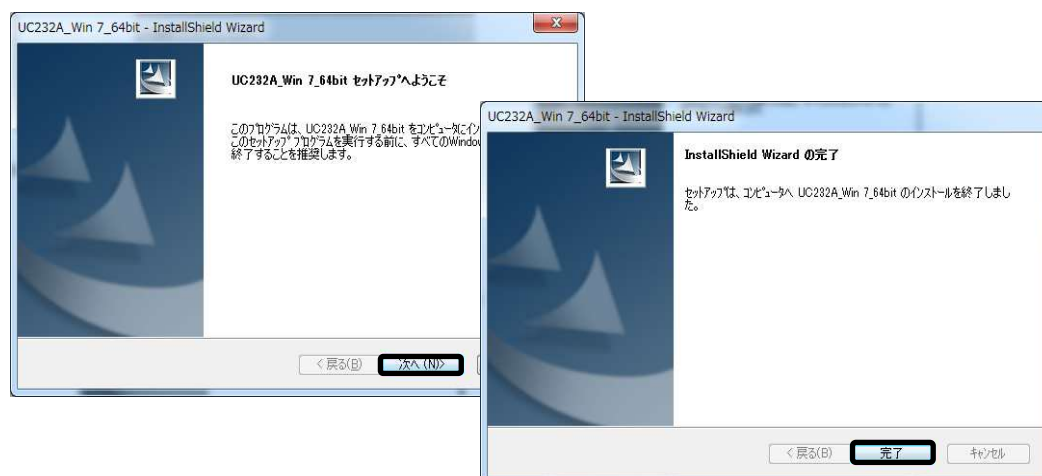 UC232A_Win 7_64bit - InstallShield Wizard
UC232A_Win 7_64bit セットアップへようこそ
このプログラムは、UC232A_Win 7_64bit をコンピュータにイン
このセットアップ プログラムを実行する前に、すべてのWindow
終了することを推奨します。
<戻る(B)
次へ(N)>
UC232A_Win 7_64bit - InstallShield Wizard
InstallShield Wizard の完了
セットアップは、コンピュータへ UC232A_Win 7_64bit のインストールを終了しまし
た。
<戻る(B)
完了
キャンセル